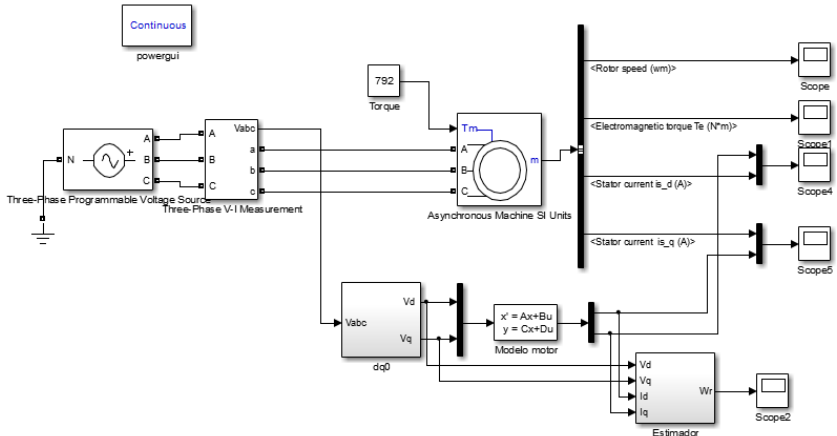 Continuous
powergui
792
Torque
Scope
<Rotor speed (wm)>
Tm
A
B
C
m
Asynchronous Machine SI Units
<Electromagnetic torque Te (N*m)>
Scope1
N
A
B
C
Three-Phase Programmable Voltage Source
A
B
C
Vabc
a
b
c
Three-Phase V-I Measurement
<Stator current is_d (A)>
Scope4
<Stator current is_q (A)>
Scope5
Vabc
Vd
Vq
dq0
x' = Ax+Bu
y = Cx+Du
Modelo motor
Vd
Vq
Id
Iq
Wr
Estimador
Scope2